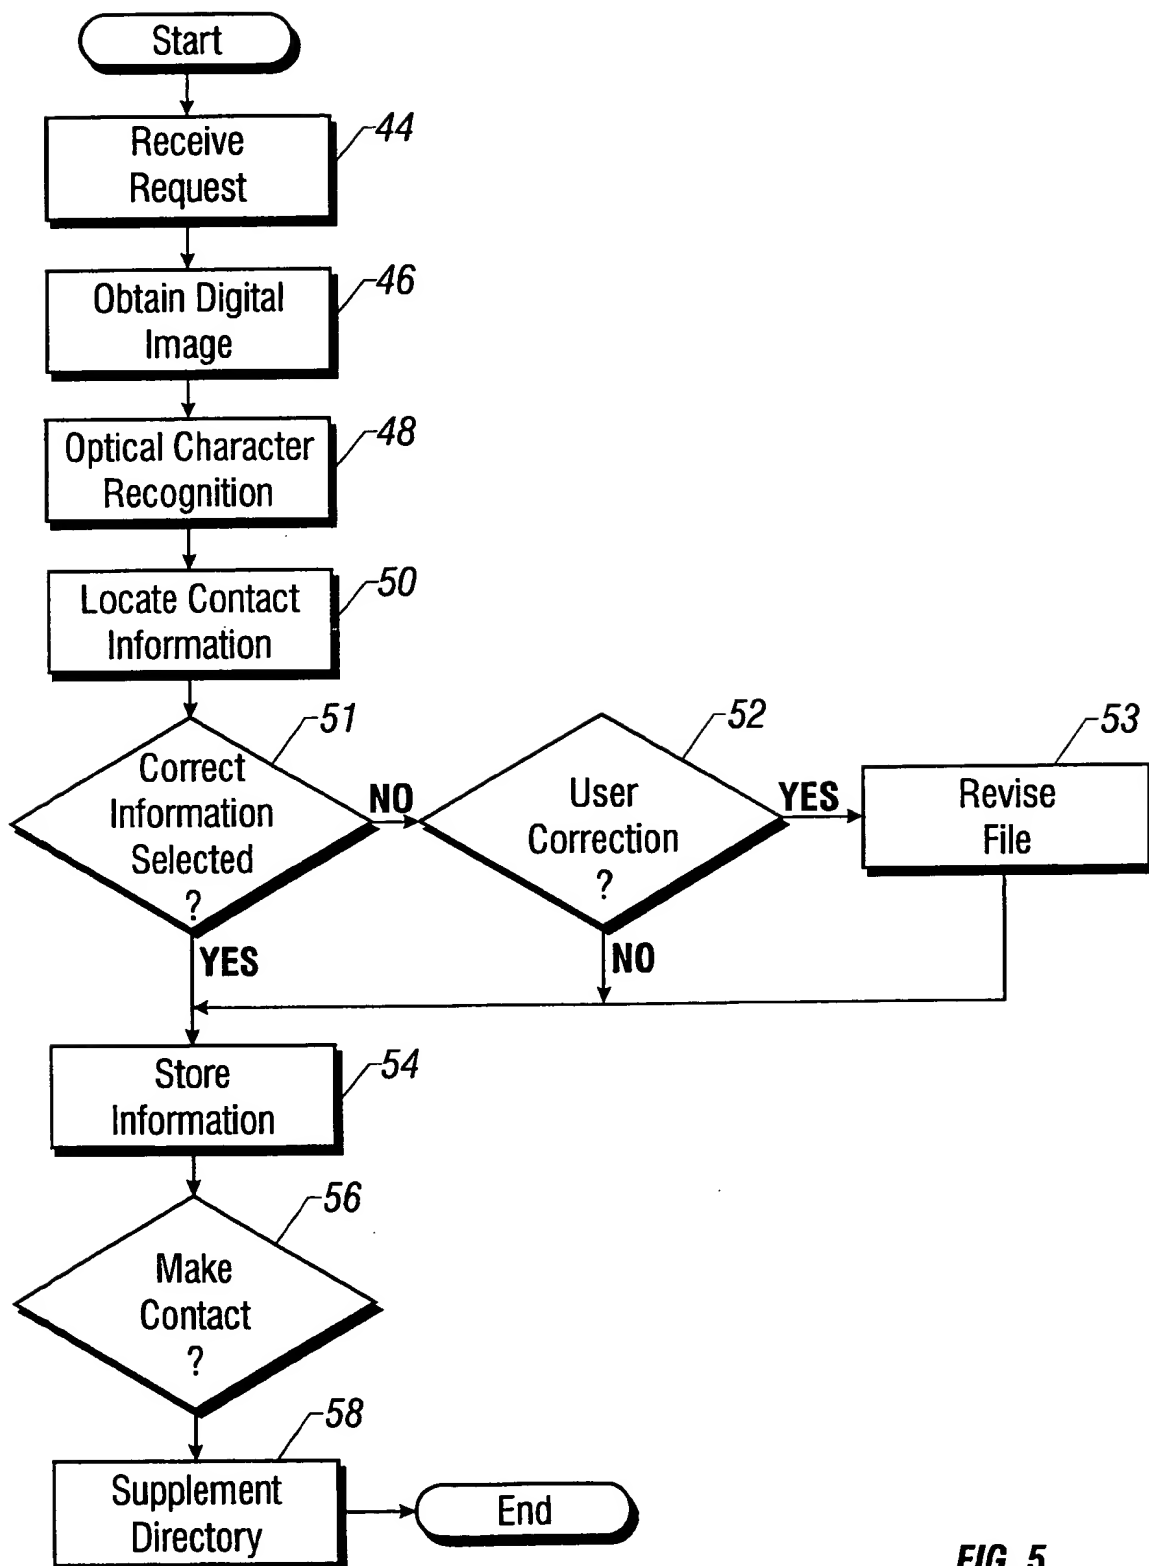 Start
44
Receive
Request
46
Obtain Digital
Image
48
Optical Character
Recognition
50
Locate Contact
Information
51
Correct
Information
Selected
?
NO
YES
52
User
Correction
?
YES
NO
53
Revise
File
54
Store
Information
56
Make
Contact
?
58
Supplement
Directory
End
FIG. 5